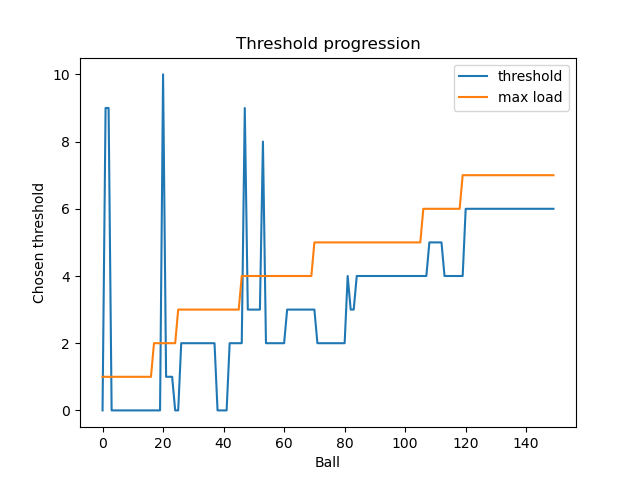 Threshold progression
threshold
max load
Chosen threshold
10
8
6
4
2
0
0 20 40 60 80 100 120 140
Ball